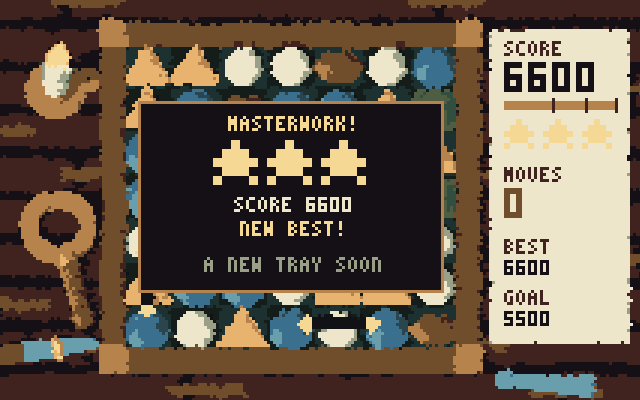 MASTERWORK!
SCORE 6600
NEW BEST!
A NEW TRAY SOON
SCORE
6600
MOVES
0
BEST
6600
GOAL
5500